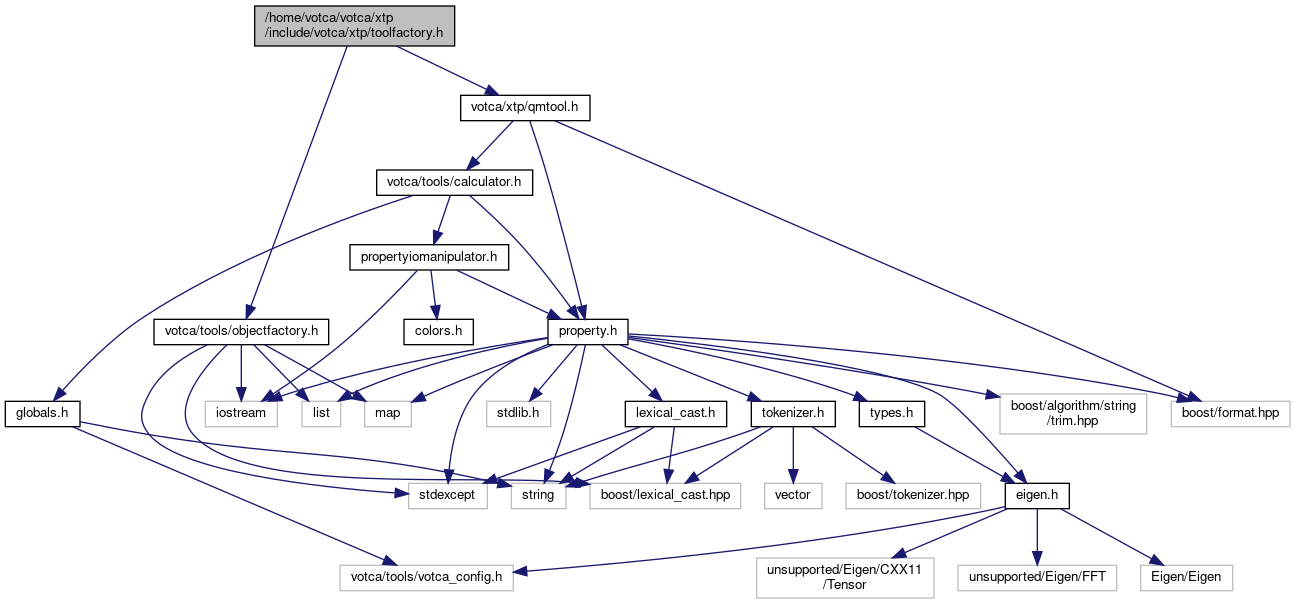 /home/votca/votca/xtp
/include/votca/xtp/toolfactory.h
votca/xtp/qmtool.h
votca/tools/calculator.h
propertyiomanipulator.h
votca/tools/objectfactory.h
colors.h
property.h
globals.h
iostream
list
map
stdlib.h
lexical_cast.h
tokenizer.h
types.h
boost/algorithm/string
/trim.hpp
boost/format.hpp
stdexcept
string
boost/lexical_cast.hpp
vector
boost/tokenizer.hpp
eigen.h
votca/tools/votca_config.h
unsupported/Eigen/CXX11
/Tensor
unsupported/Eigen/FFT
Eigen/Eigen